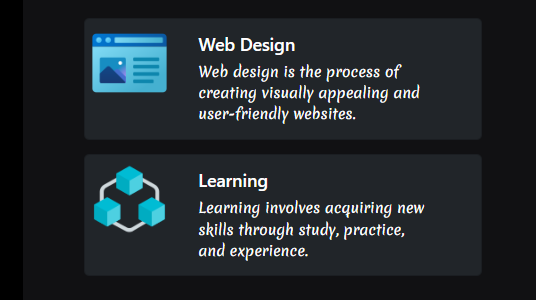 Web Design
Web design is the process of
creating visually appealing and
user-friendly websites.
Learning
Learning involves acquiring new
skills through study, practice,
and experience.